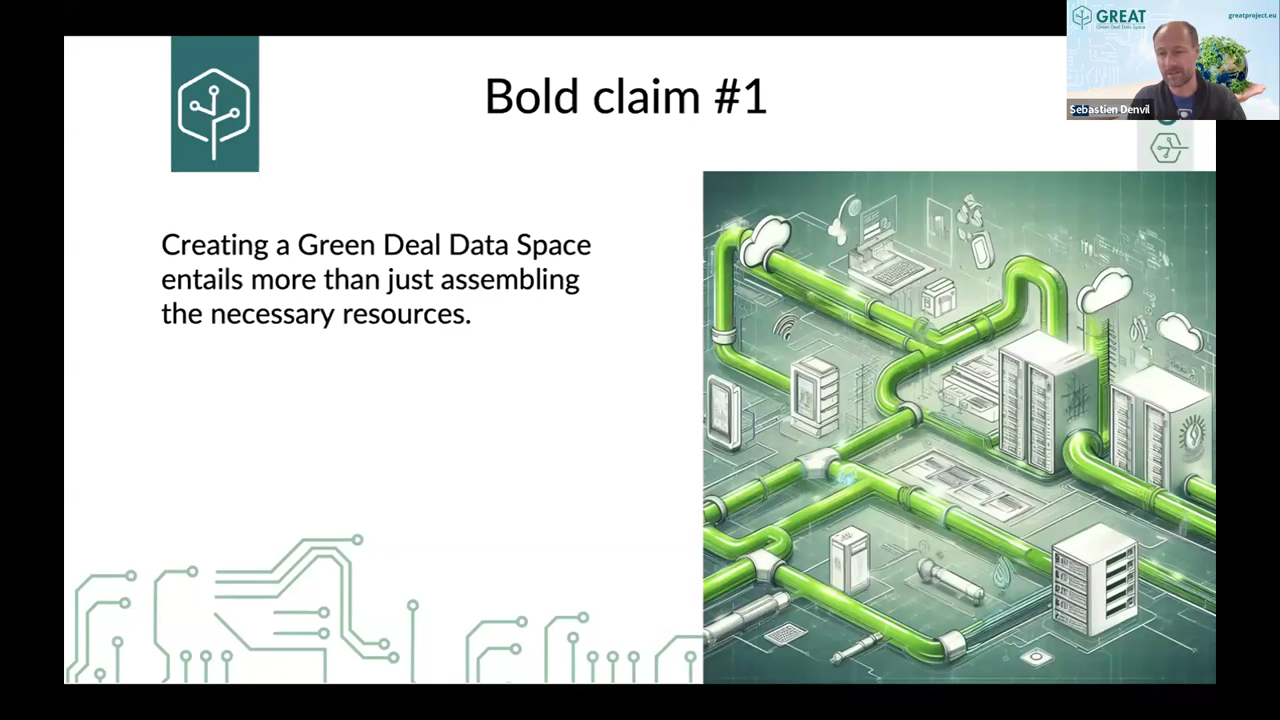 Bold claim #1
Creating a Green Deal Data Space
entails more than just assembling
the necessary resources.
GREAT
Green Deal Data Space
greatproject.eu
Sebastien Denvil